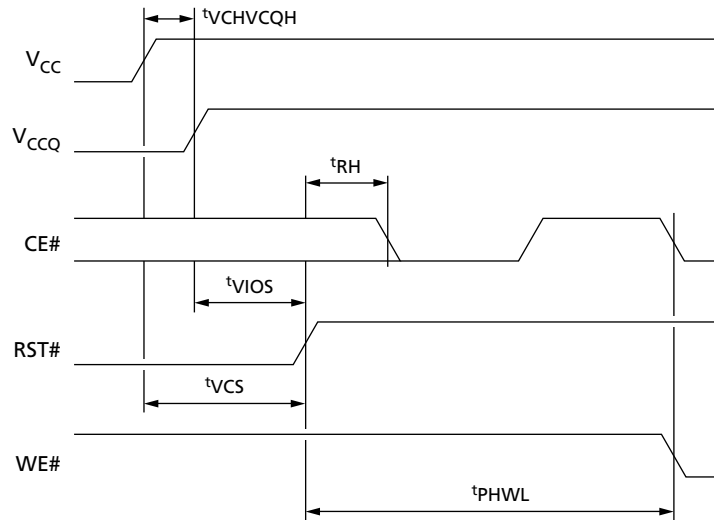 tVCHVCQH
VCC
VCCQ
tRH
CE#
tVIOS
RST#
tVCS
WE#
tPHWL